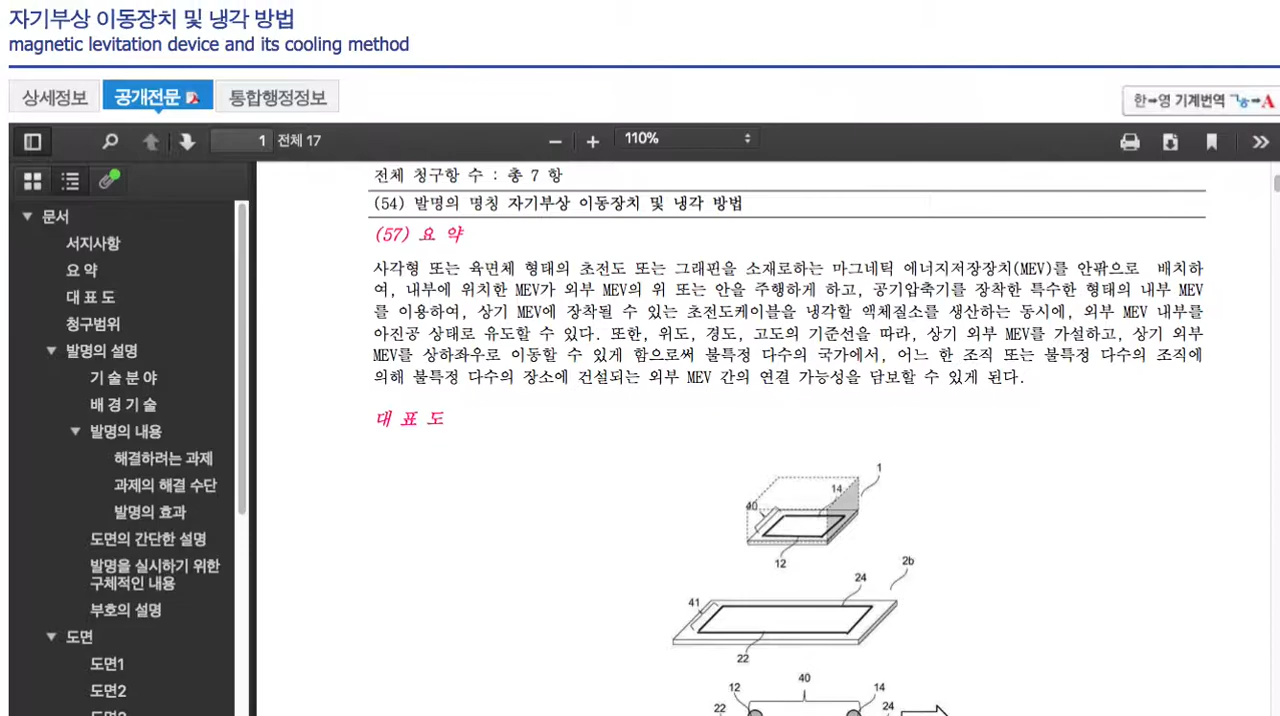 자기부상 이동장치 및 냉각 방법
magnetic levitation device and its cooling method
상세정보 공개전문 통합행정정보
한➡영 기계번역 A
1 전체 17 110%
문서
서지사항
요 약
대 표 도
청구범위
발명의 설명
기 술 분 야
배 경 기 술
발명의 내용
해결하려는 과제
과제의 해결 수단
발명의 효과
도면의 간단한 설명
발명을 실시하기 위한
구체적인 내용
부호의 설명
도면
도면1
도면2
전체 청구항 수 : 총 7 항
(54) 발명의 명칭 자기부상 이동장치 및 냉각 방법
(57) 요 약
사각형 또는 육면체 형태의 초전도 또는 그래핀을 소재로하는 마그네틱 에너지저장장치(MEV)를 안팎으로 배치하
여, 내부에 위치한 MEV가 외부 MEV의 위 또는 안을 주행하게 하고, 공기압축기를 장착한 특수한 형태의 내부 MEV
를 이용하여, 상기 MEV에 장착될 수 있는 초전도케이블을 냉각할 액체질소를 생산하는 동시에, 외부 MEV 내부를
아진공 상태로 유도할 수 있다. 또한, 위도, 경도, 고도의 기준선을 따라, 상기 외부 MEV를 가설하고, 상기 외부
MEV를 상하좌우로 이동할 수 있게 함으로써 불특정 다수의 국가에서, 어느 한 조직 또는 불특정 다수의 조직에
의해 불특정 다수의 장소에 건설되는 외부 MEV 간의 연결 가능성을 담보할 수 있게 된다.
대 표 도
1
14
40
12
2b
24
41
22
40
12 14
22 24